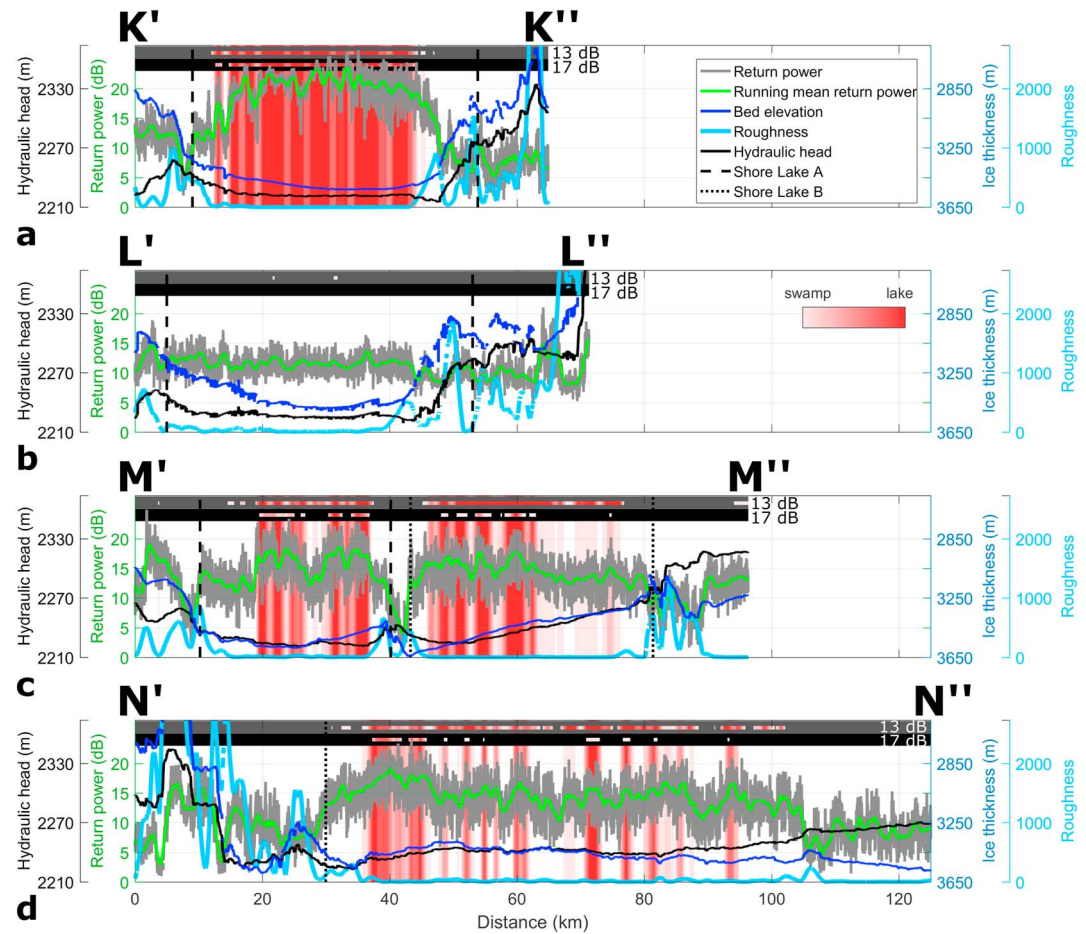 K' K''
13 dB
17 dB
Hydraulic head (m)
2330
2270
2210
Return power (dB)
20
15
10
5
0
Return power
Running mean return power
Bed elevation
Roughness
Hydraulic head
Shore Lake A
Shore Lake B
2850
3250
3650
Ice thickness (m)
2000
1000
0
Roughness
a
L' L''
13 dB
17 dB
Hydraulic head (m)
2330
2270
2210
Return power (dB)
20
15
10
5
0
swamp lake
2850
3250
3650
Ice thickness (m)
2000
1000
0
Roughness
b
M' M''
13 dB
17 dB
Hydraulic head (m)
2330
2270
2210
Return power (dB)
20
15
10
5
0
2850
3250
3650
Ice thickness (m)
2000
1000
0
Roughness
c
N' N''
13 dB
17 dB
Hydraulic head (m)
2330
2270
2210
Return power (dB)
20
15
10
5
0
2850
3250
3650
Ice thickness (m)
2000
1000
0
Roughness
d
0 20 40 60 80 100 120
Distance (km)